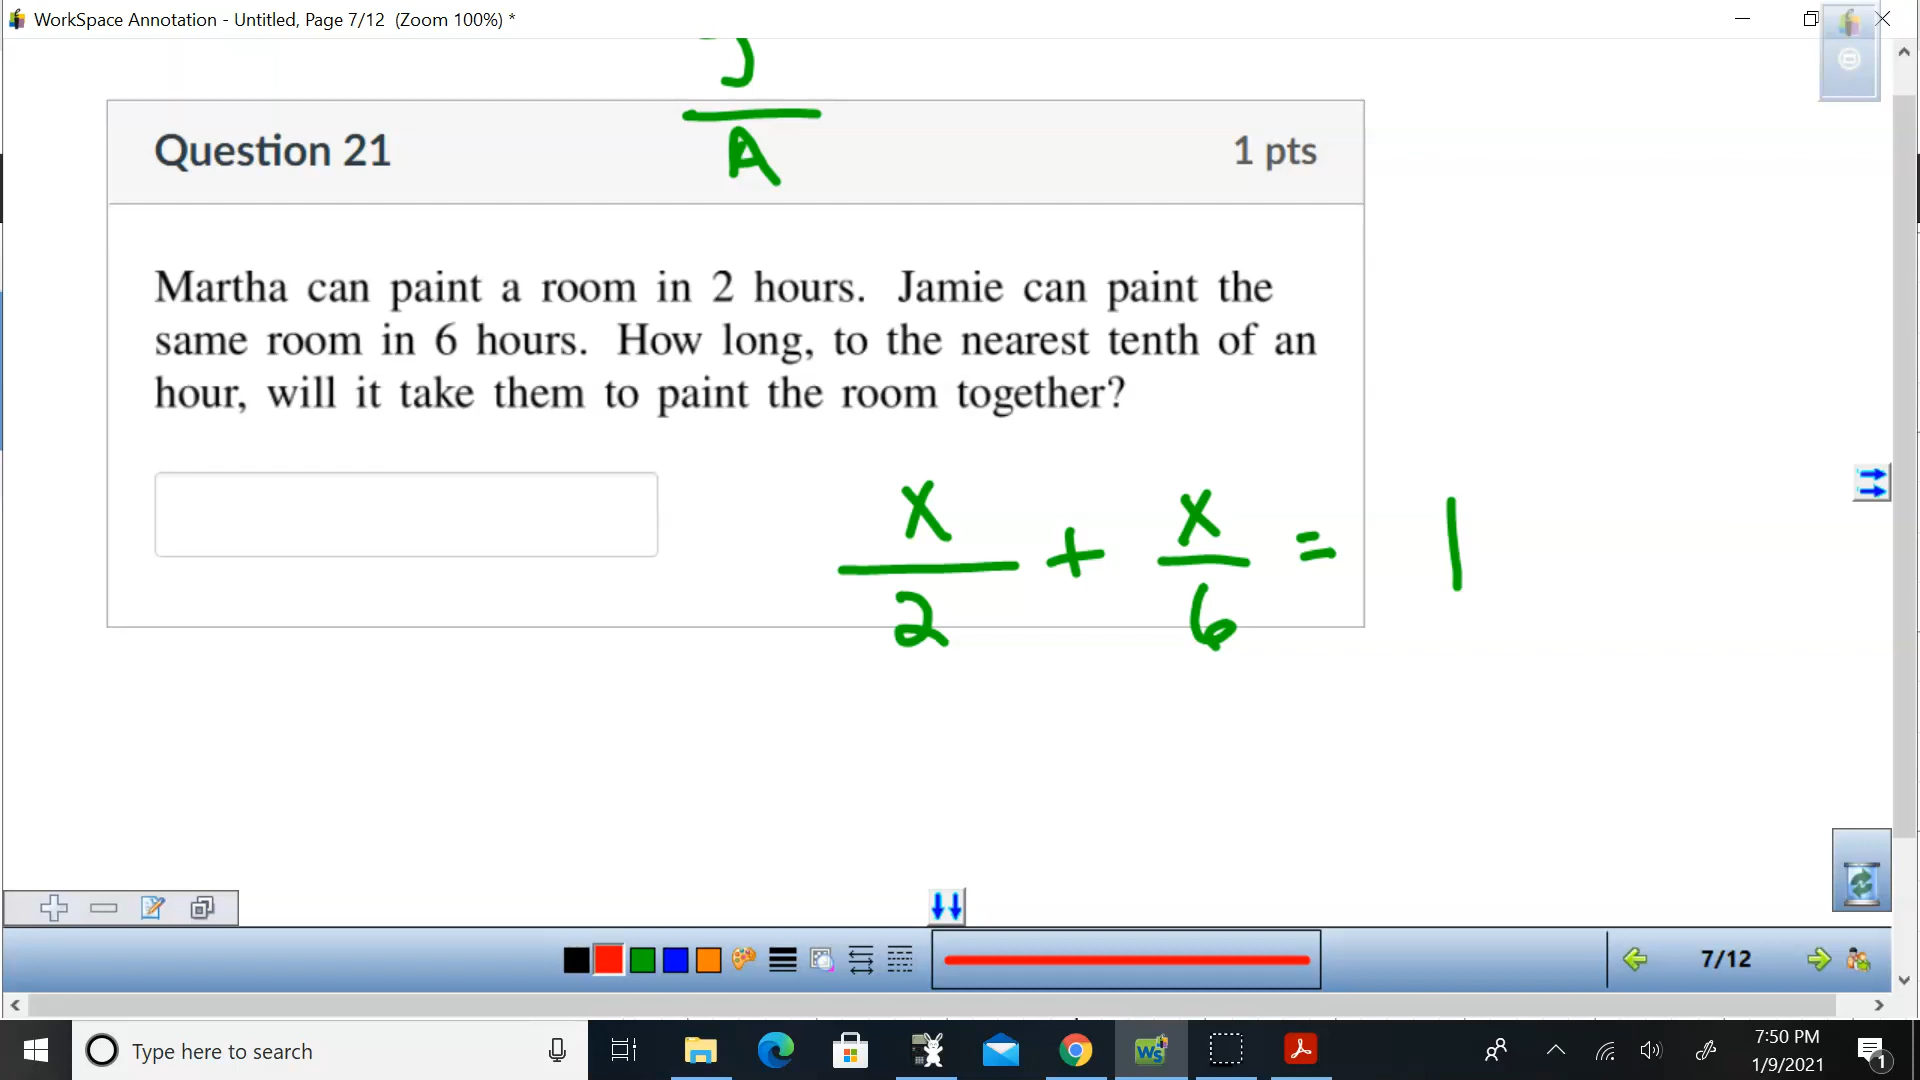 WorkSpace Annotation - Untitled, Page 7/12 (Zoom 100%) *
A
Question 21
1 pts
Martha can paint a room in 2 hours. Jamie can paint the
same room in 6 hours. How long, to the nearest tenth of an
hour, will it take them to paint the room together?
x/2 + x/6 = 1
7/12
Type here to search
WS
7:50 PM
1/9/2021
1